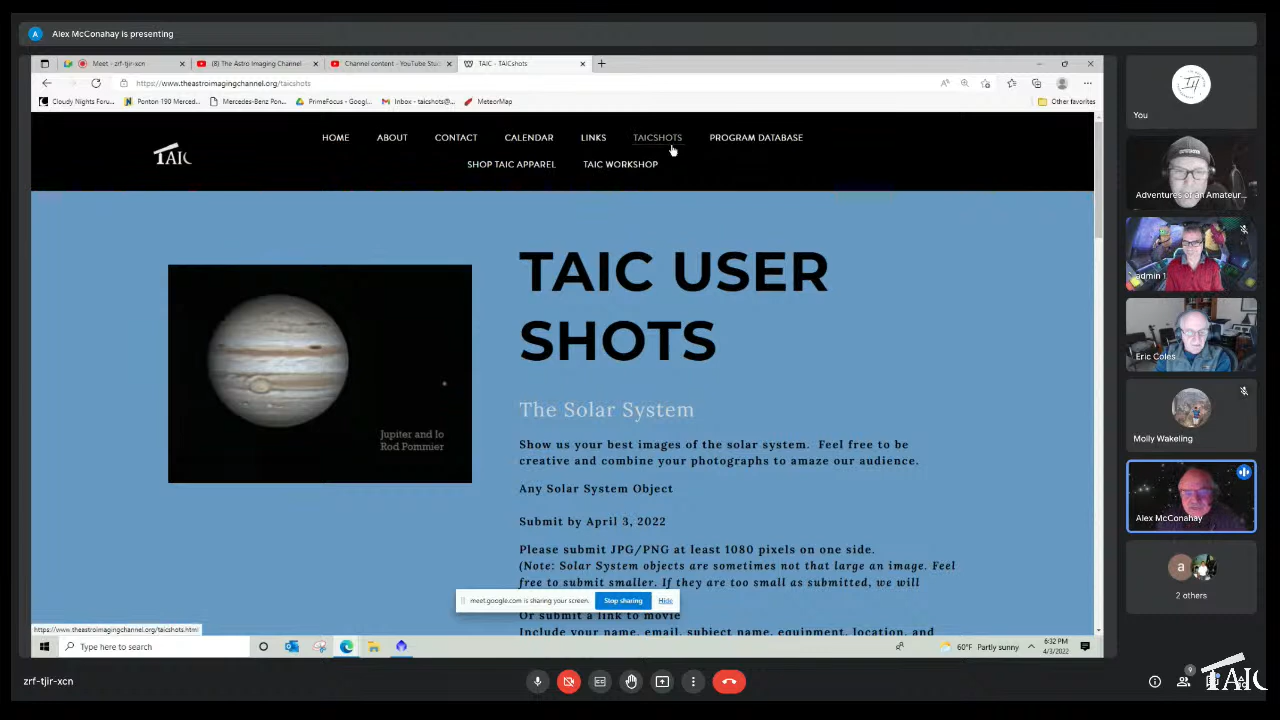 A Alex McConahay is presenting
Meet - zrf-tjir-xcn
(8) The Astro Imaging Channel
Channel content - YouTube Stu
TAIC - TAICshots
https://www.theastroimagingchannel.org/taicshots
Cloudy Nights Foru...
Ponton 190 Merced...
Mercedes-Benz Pon...
PrimeFocus - Googl...
Inbox - taicshots@...
MeteorMap
Other favorites
TAIC
HOME
ABOUT
CONTACT
CALENDAR
LINKS
TAICSHOTS
PROGRAM DATABASE
SHOP TAIC APPAREL
TAIC WORKSHOP
Jupiter and Io
Rod Pommier
TAIC USER
SHOTS
The Solar System
Show us your best images of the solar system. Feel free to be
creative and combine your photographs to amaze our audience.
Any Solar System Object
Submit by April 3, 2022
Please submit JPG/PNG at least 1080 pixels on one side.
(Note: Solar System objects are sometimes not that large an image. Feel
free to submit smaller. If they are too small as submitted, we will
Or submit a link to movie
Include your name, email, subject name, equipment, location, and
meet.google.com is sharing your screen.
Stop sharing
Hide
https://www.theastroimagingchannel.org/taicshots.html
Type here to search
60°F Partly sunny
6:32 PM
4/3/2022
You
Adventures of an Amateur...
admin 1
Eric Coles
Molly Wakeling
Alex McConahay
a
2 others
zrf-tjir-xcn
9
TAIC